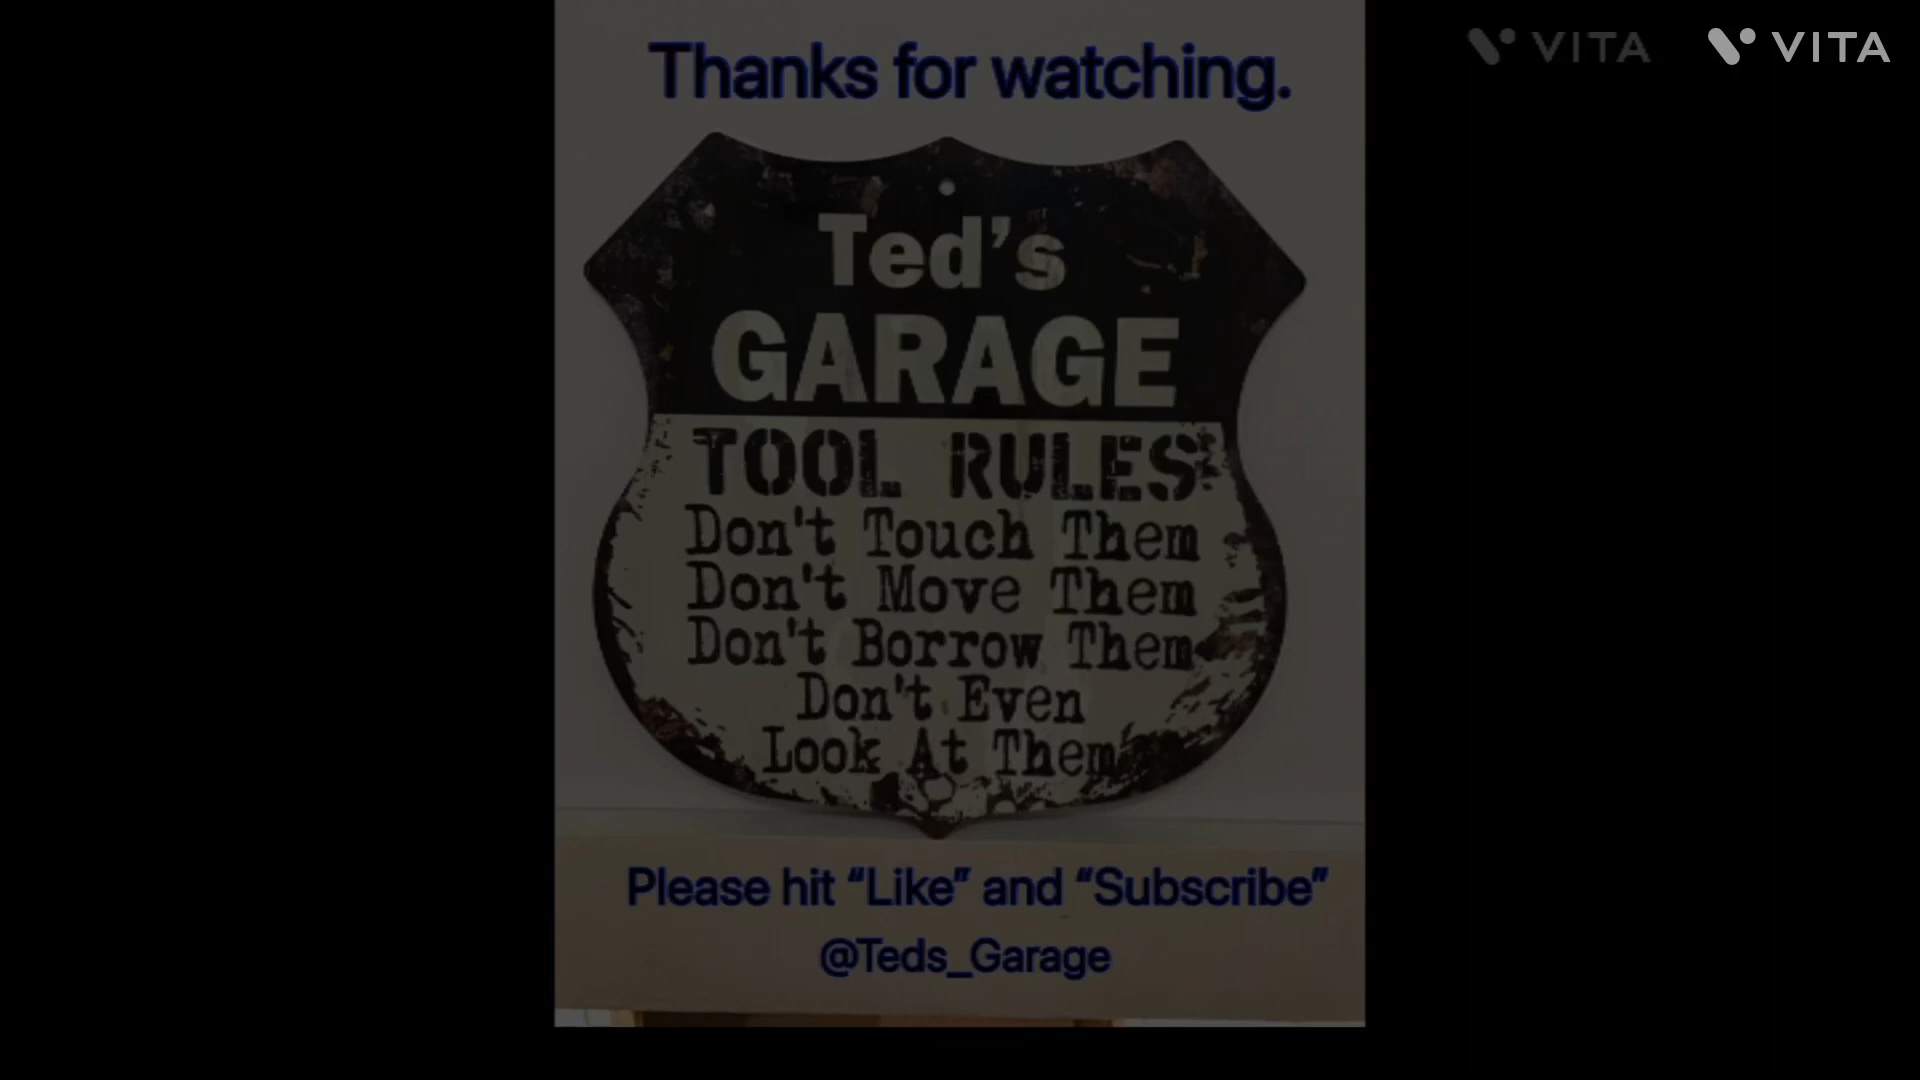 VITA VITA
Thanks for watching.
Ted’s
GARAGE
TOOL RULES
Don't Touch Them
Don't Move Them
Don't Borrow Them
Don't Even
Look At Them
Please hit “Like” and “Subscribe”
@Teds_Garage